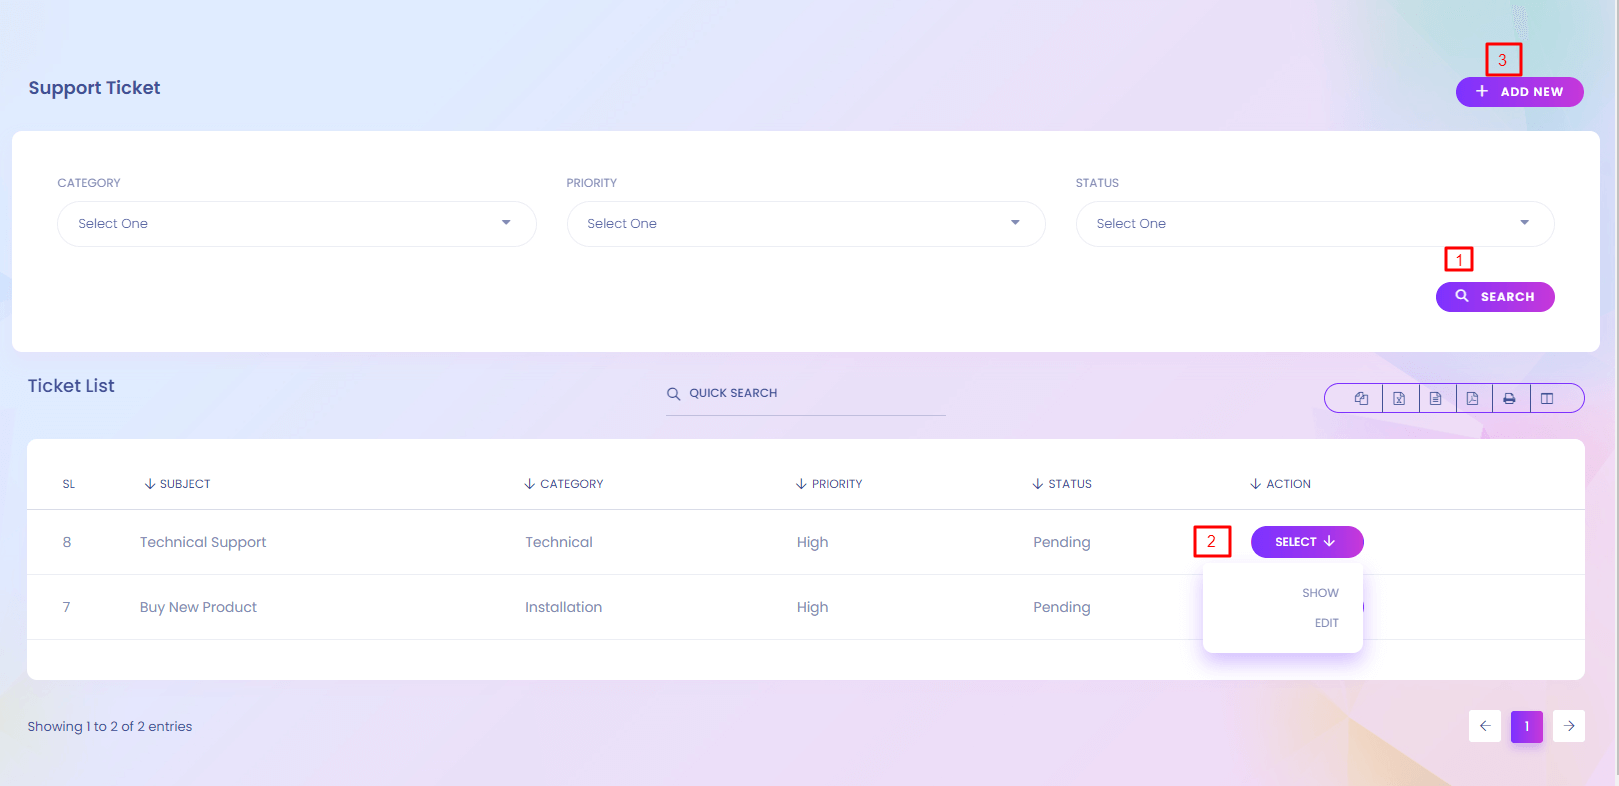 3
Support Ticket
+ ADD NEW
CATEGORY PRIORITY STATUS
Select One Select One Select One
1
SEARCH
Ticket List QUICK SEARCH
SL SUBJECT CATEGORY PRIORITY STATUS ACTION
8 Technical Support Technical High Pending 2 SELECT
SHOW
7 Buy New Product Installation High Pending
EDIT
Showing 1 to 2 of 2 entries 1